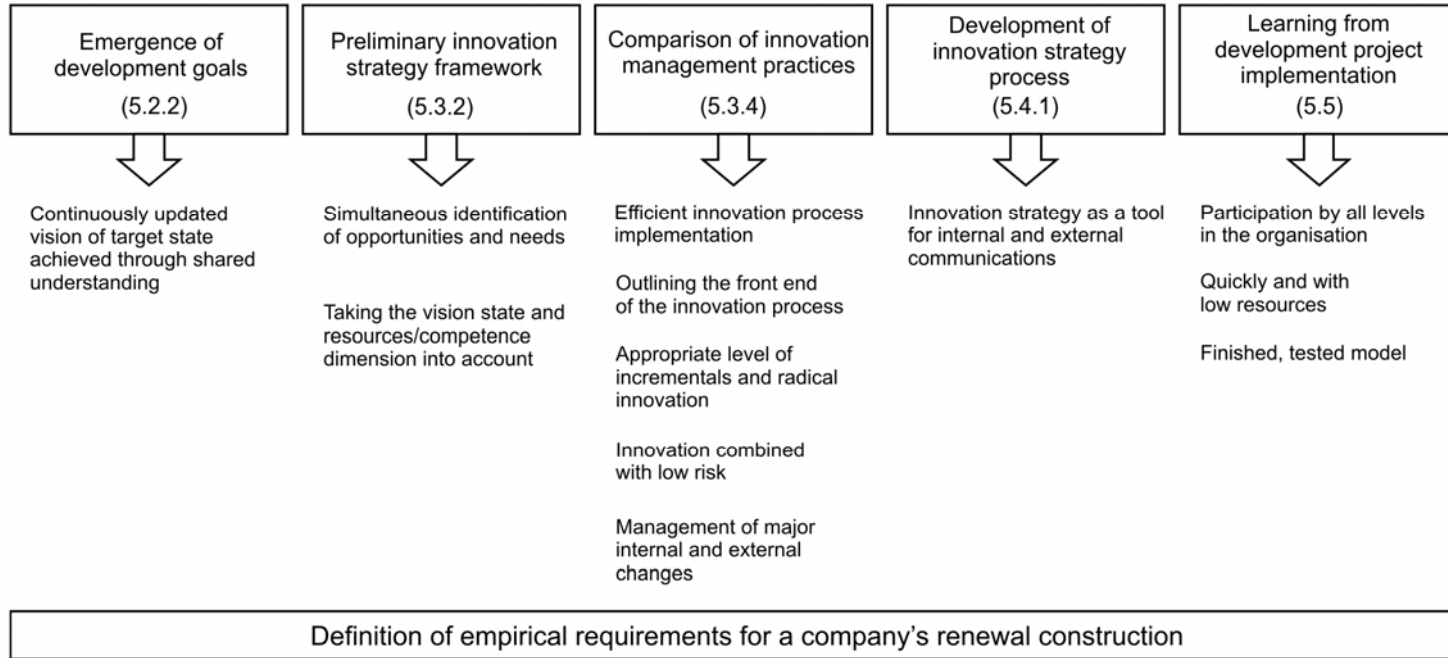 Emergence of
development goals
(5.2.2)
Continuously updated
vision of target state
achieved through shared
understanding
Preliminary innovation
strategy framework
(5.3.2)
Simultaneous identification
of opportunities and needs
Taking the vision state and
resources/competence
dimension into account
Comparison of innovation
management practices
(5.3.4)
Efficient innovation process
implementation
Outlining the front end
of the innovation process
Appropriate level of
incrementals and radical
innovation
Innovation combined
with low risk
Management of major
internal and external
changes
Development of
innovation strategy
process
(5.4.1)
Innovation strategy as a tool
for internal and external
communications
Learning from
development project
implementation
(5.5)
Participation by all levels
in the organisation
Quickly and with
low resources
Finished, tested model
Definition of empirical requirements for a company's renewal construction